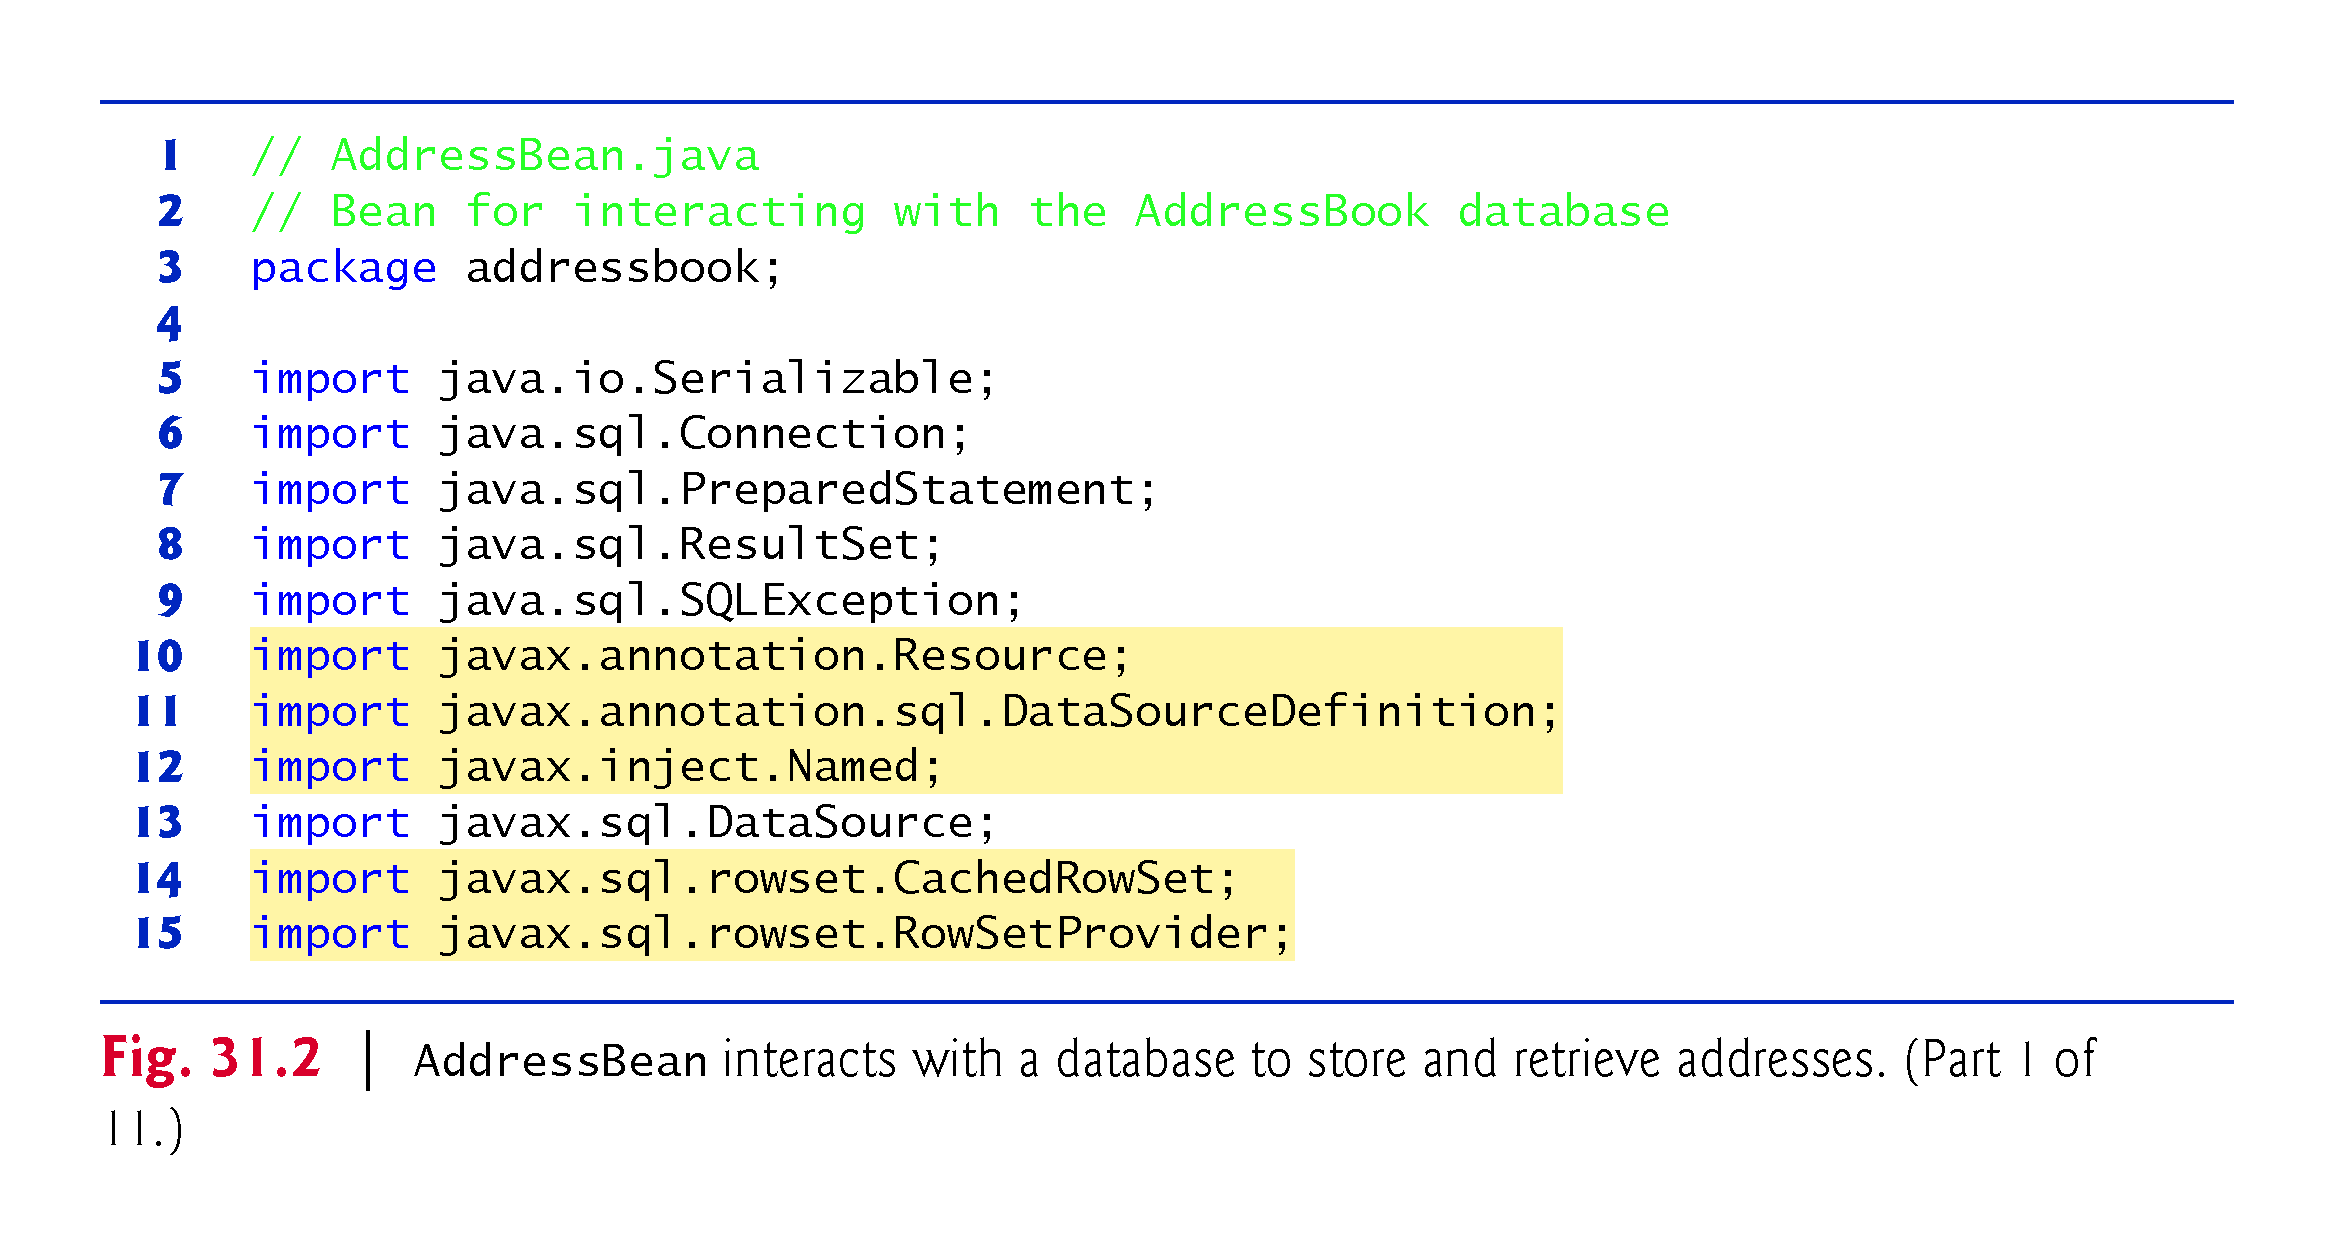 1 // AddressBean.java
2 // Bean for interacting with the AddressBook database
3 package addressbook;
4
5 import java.io.Serializable;
6 import java.sql.Connection;
7 import java.sql.PreparedStatement;
8 import java.sql.ResultSet;
9 import java.sql.SQLException;
10 import javax.annotation.Resource;
11 import javax.annotation.sql.DataSourceDefinition;
12 import javax.inject.Named;
13 import javax.sql.DataSource;
14 import javax.sql.rowset.CachedRowSet;
15 import javax.sql.rowset.RowSetProvider;
Fig. 31.2 | AddressBean interacts with a database to store and retrieve addresses. (Part 1 of
11.)